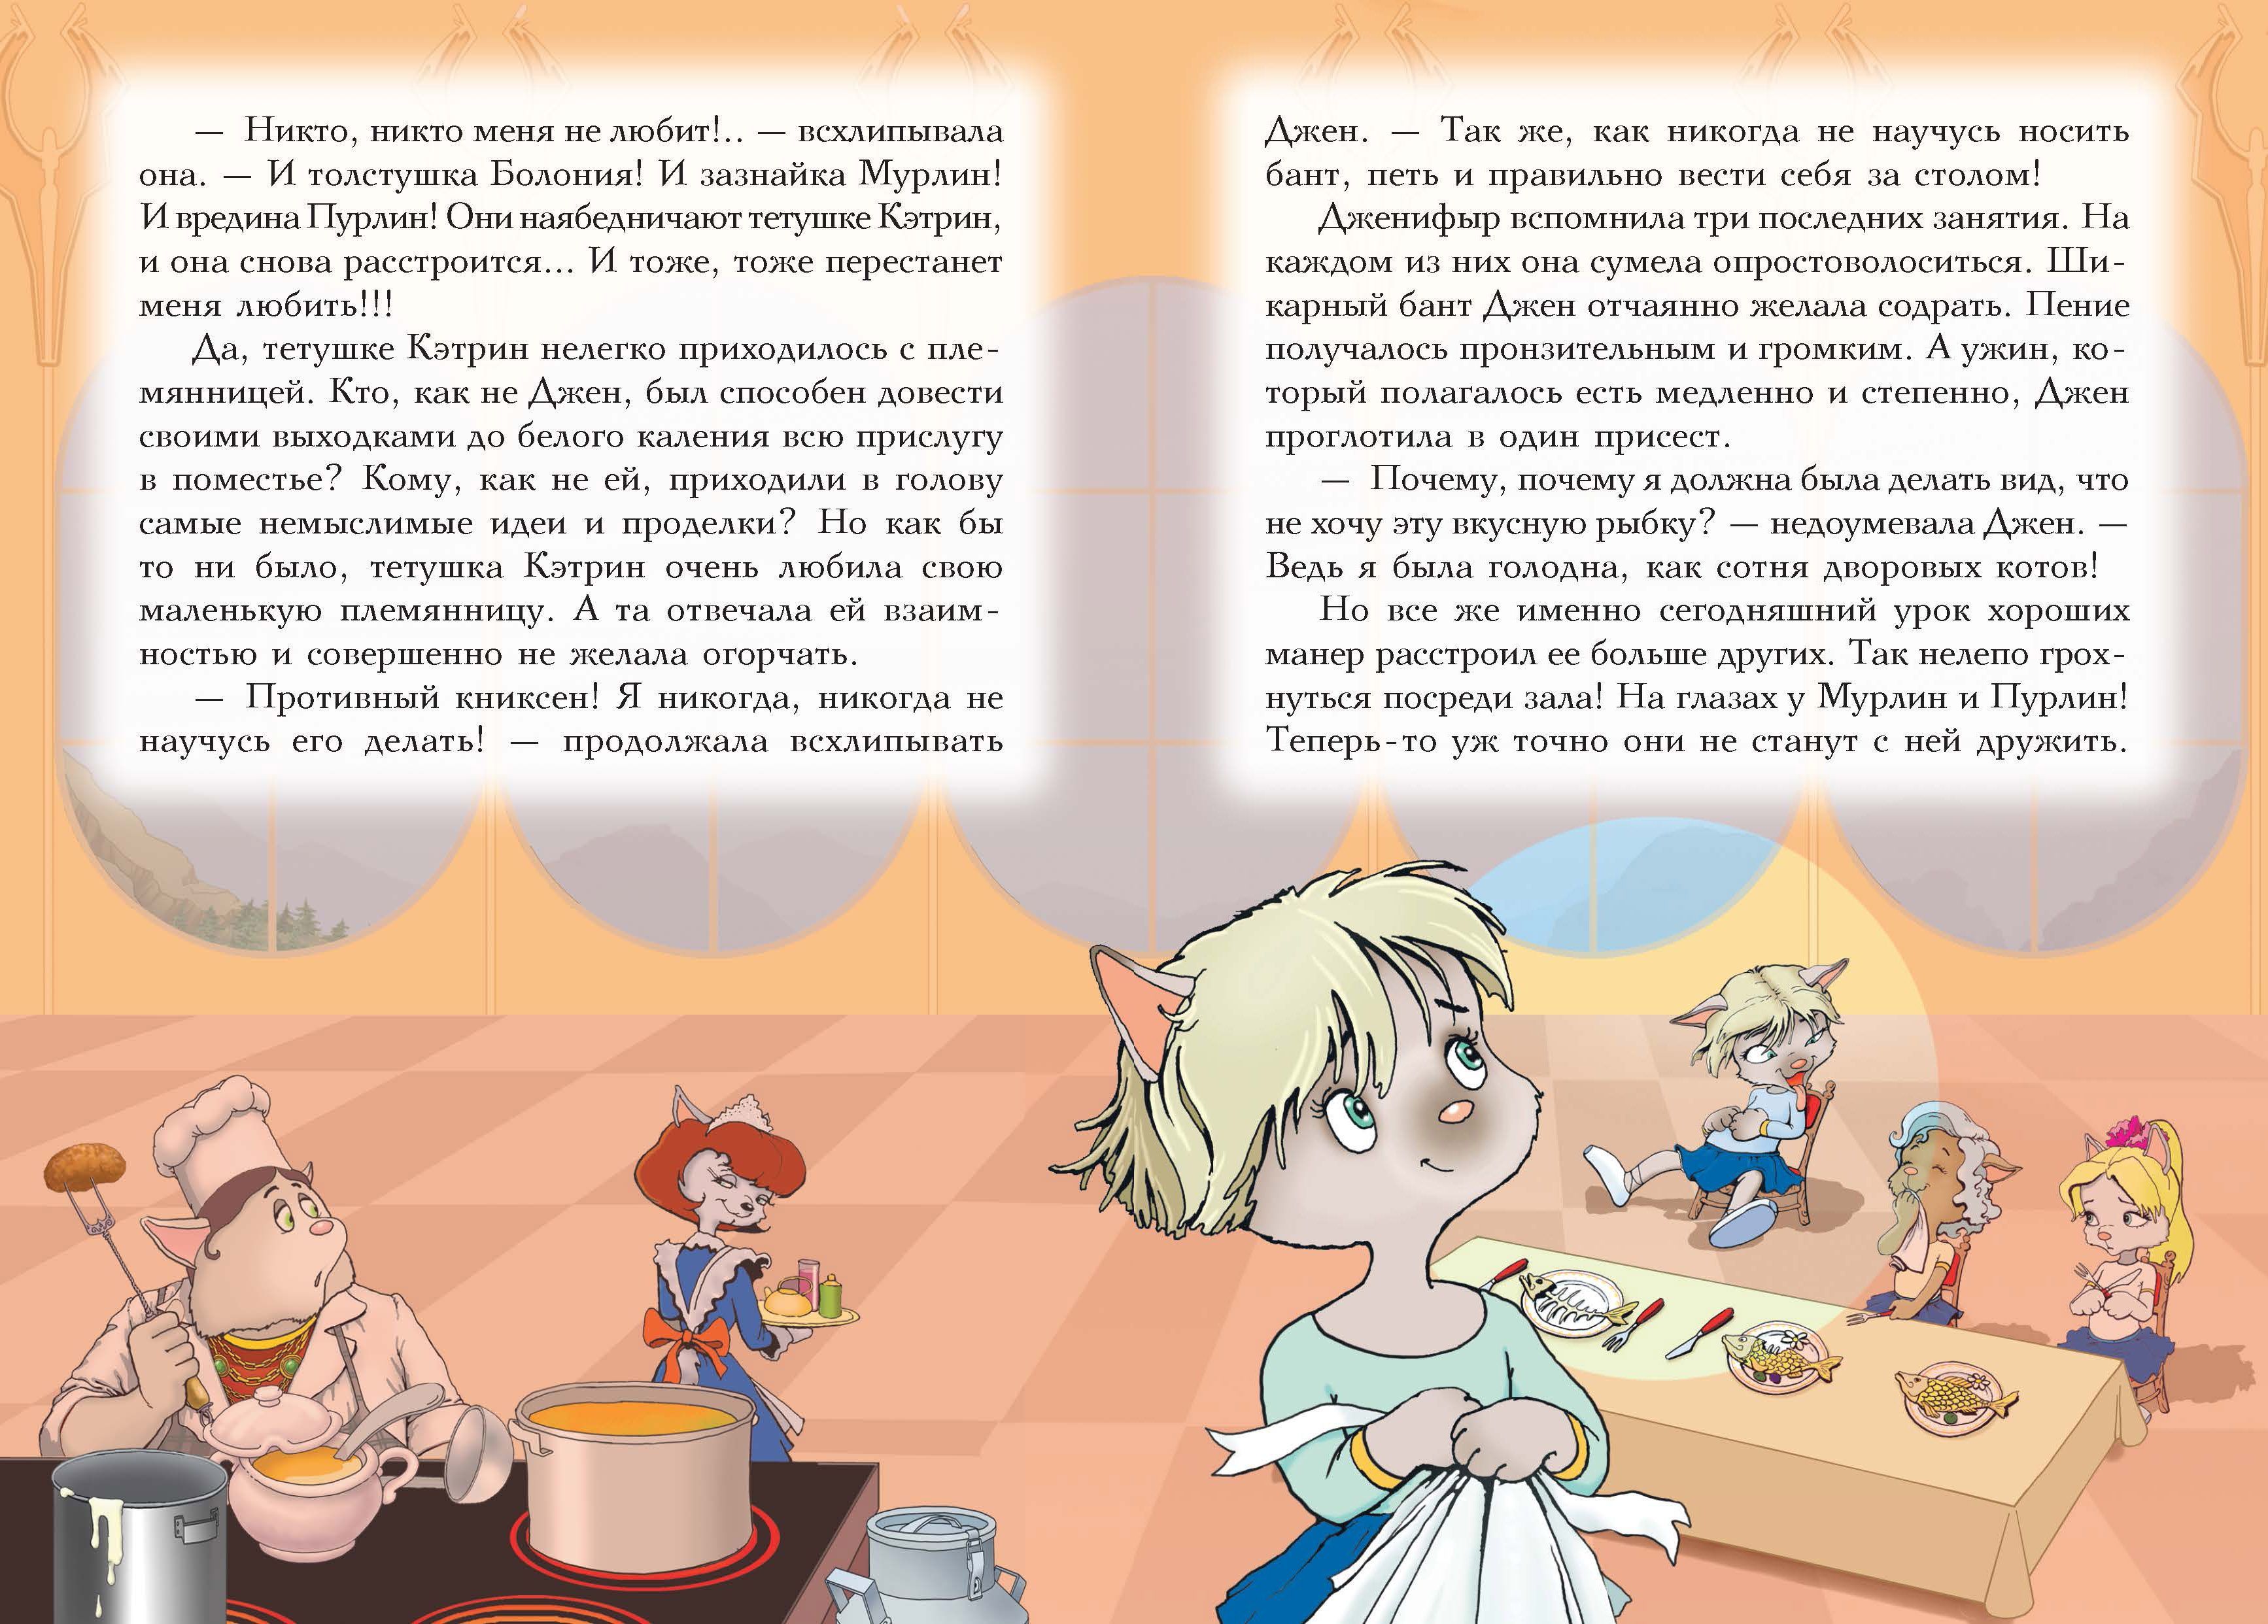 — Никто, никто меня не любит!.. — всхлипывала
она. — И толстушка Болония! И зазнайка Мурлин!
И вредина Пурлин! Они наябедничают тетушке Кэтрин,
и она снова расстроится... И тоже, тоже перестанет
меня любить!!!
Да, тетушке Кэтрин нелегко приходилось с пле-
мянницей. Кто, как не Джен, был способен довести
своими выходками до белого каления всю прислугу
в поместье? Кому, как не ей, приходили в голову
самые немыслимые идеи и проделки? Но как бы
то ни было, тетушка Кэтрин очень любила свою
маленькую племянницу. А та отвечала ей взаим-
ностью и совершенно не желала огорчать.
— Противный книксен! Я никогда, никогда не
научусь его делать! — продолжала всхлипывать
Джен. — Так же, как никогда не научусь носить
бант, петь и правильно вести себя за столом!
Дженифыр вспомнила три последних занятия. На
каждом из них она сумела опростоволоситься. Ши-
карный бант Джен отчаянно желала содрать. Пение
получалось пронзительным и громким. А ужин, ко-
торый полагалось есть медленно и степенно, Джен
проглотила в один присест.
— Почему, почему я должна была делать вид, что
не хочу эту вкусную рыбку? — недоумевала Джен. —
Ведь я была голодна, как сотня дворовых котов!
Но все же именно сегодняшний урок хороших
манер расстроил ее больше других. Так нелепо грох-
нуться посреди зала! На глазах у Мурлин и Пурлин!
Теперь-то уж точно они не станут с ней дружить.